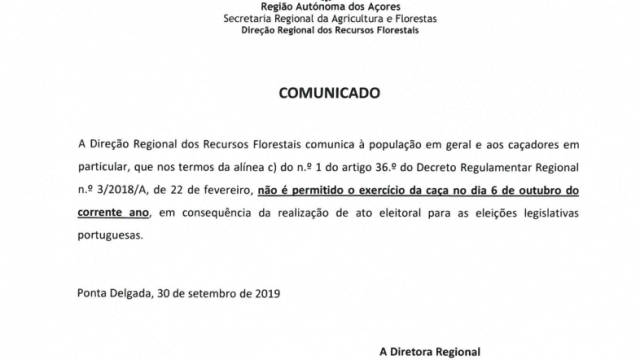 Região Autónoma dos Açores
Secretaria Regional da Agricultura e Florestas
Direção Regional dos Recursos Florestais
COMUNICADO
A Direção Regional dos Recursos Florestais comunica à população em geral e aos caçadores em
particular, que nos termos da alínea c) do n.º 1 do artigo 36.º do Decreto Regulamentar Regional
n.º 3/2018/A, de 22 de fevereiro, não é permitido o exercício da caça no dia 6 de outubro do
corrente ano, em consequência da realização de ato eleitoral para as eleições legislativas
portuguesas.
Ponta Delgada, 30 de setembro de 2019
A Diretora Regional